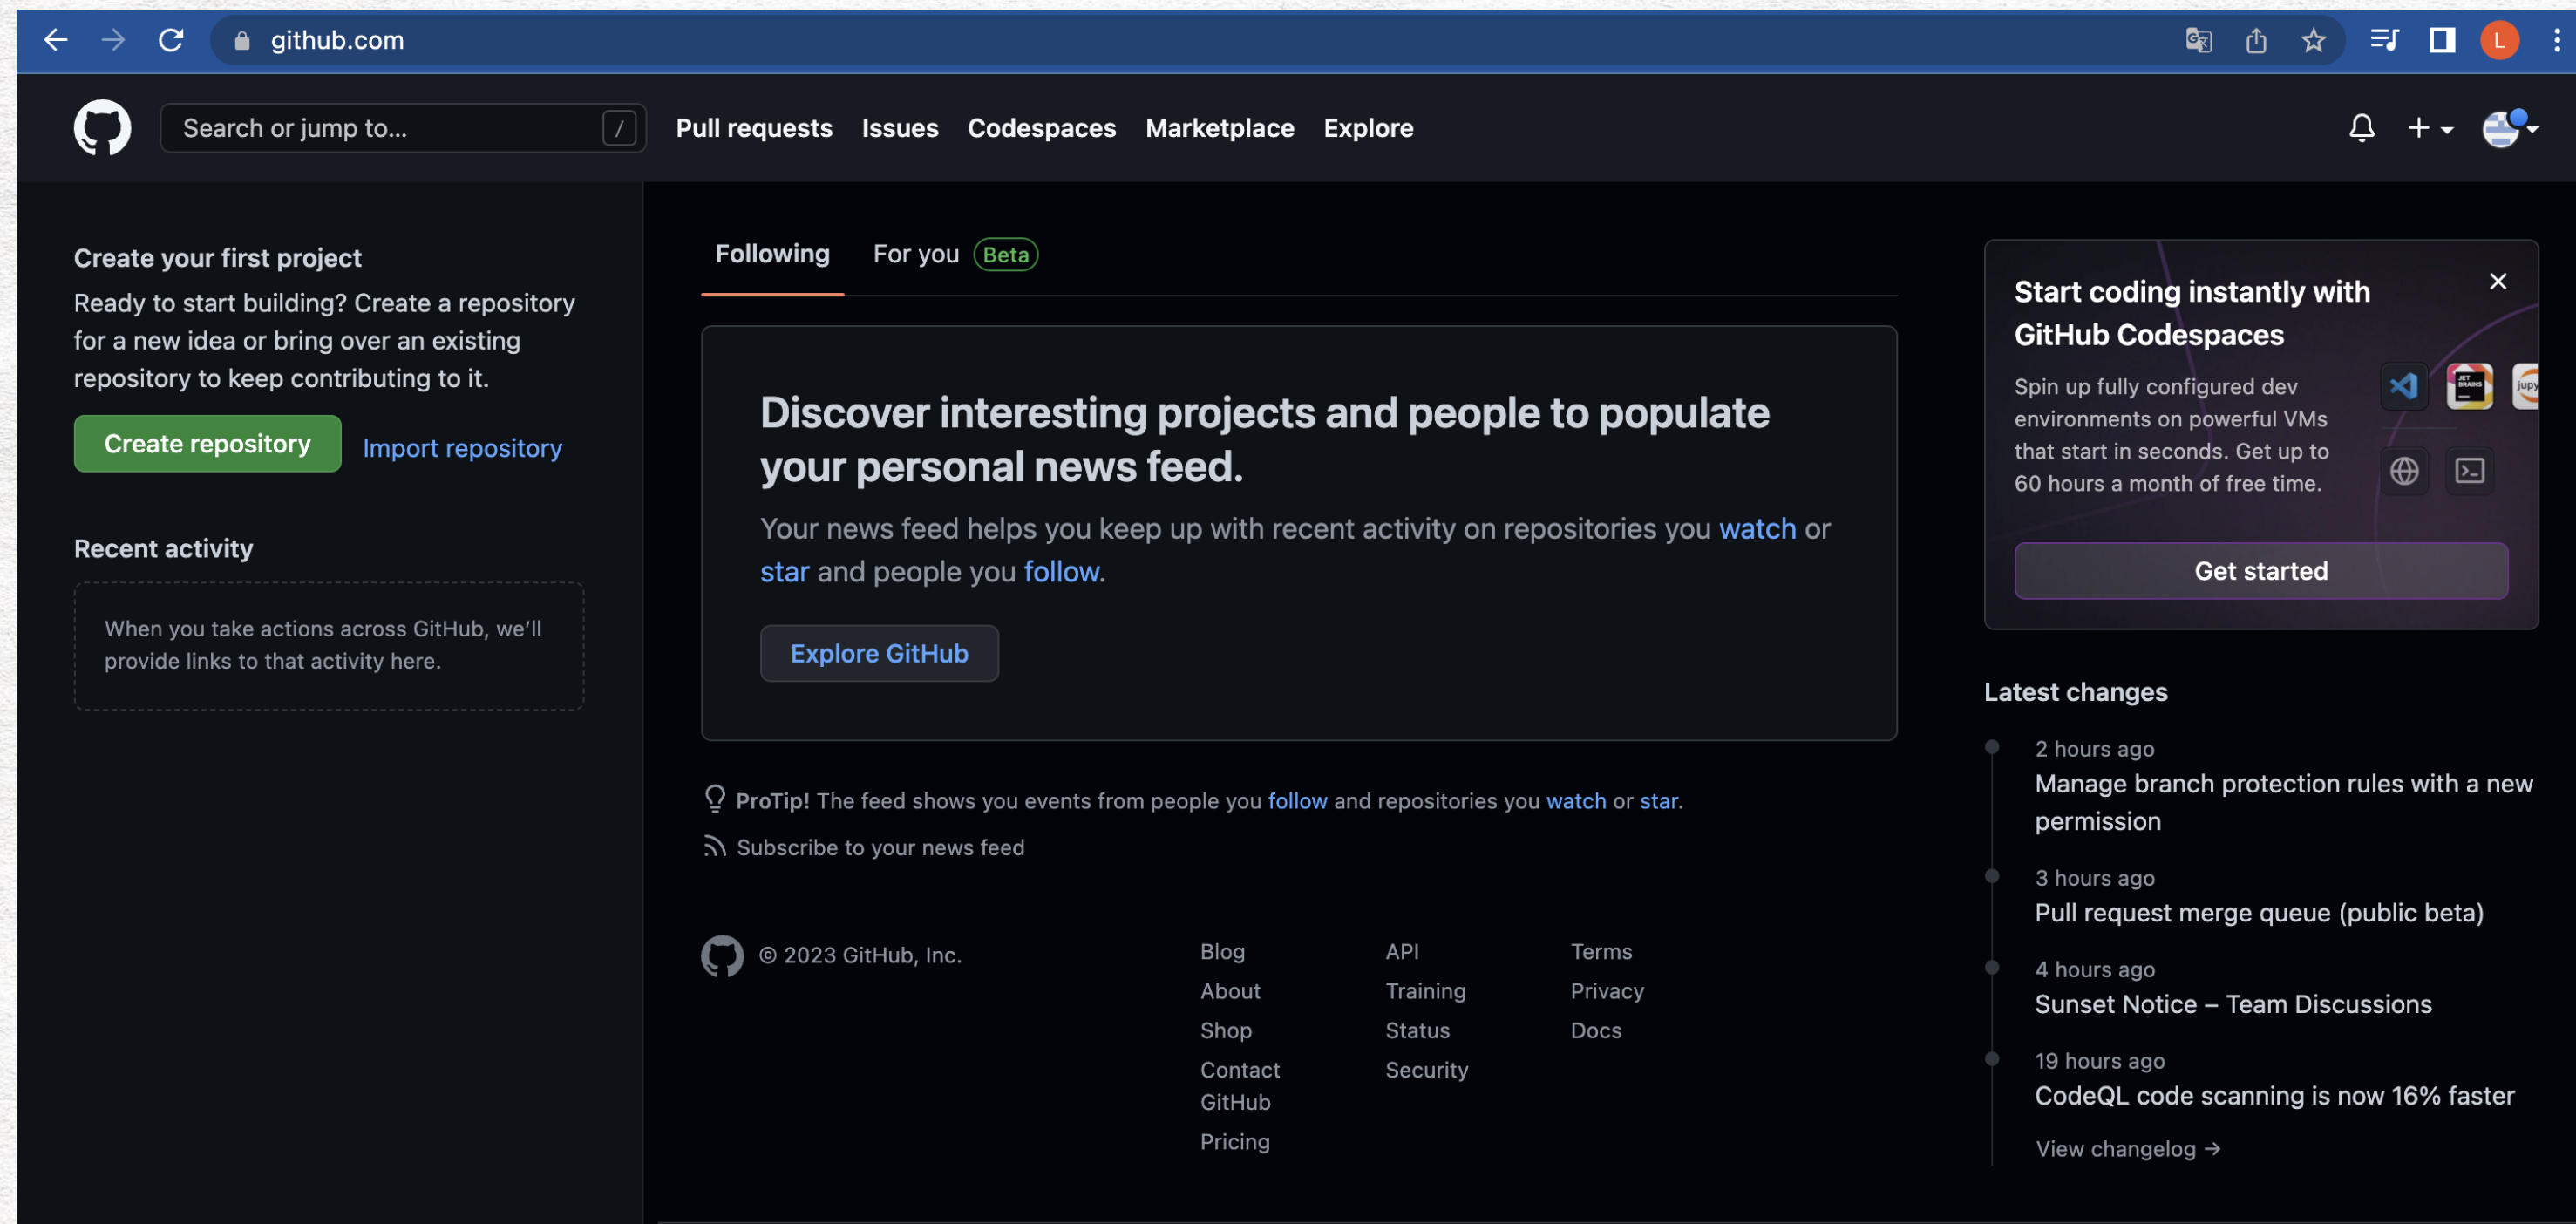 github.com
L
Search or jump to...
/
Pull requests
Issues
Codespaces
Marketplace
Explore
Create your first project
Ready to start building? Create a repository
for a new idea or bring over an existing
repository to keep contributing to it.
Create repository
Import repository
Recent activity
When you take actions across GitHub, we’ll
provide links to that activity here.
Following
For you
Beta
Discover interesting projects and people to populate
your personal news feed.
Your news feed helps you keep up with recent activity on repositories you watch or
star and people you follow.
Explore GitHub
ProTip! The feed shows you events from people you follow and repositories you watch or star.
Subscribe to your news feed
© 2023 GitHub, Inc.
Blog
About
Shop
Contact
GitHub
Pricing
API
Training
Status
Security
Terms
Privacy
Docs
Start coding instantly with
GitHub Codespaces
Spin up fully configured dev
environments on powerful VMs
that start in seconds. Get up to
60 hours a month of free time.
JET
BRAINS
jupy
Get started
Latest changes
2 hours ago
Manage branch protection rules with a new
permission
3 hours ago
Pull request merge queue (public beta)
4 hours ago
Sunset Notice – Team Discussions
19 hours ago
CodeQL code scanning is now 16% faster
View changelog →